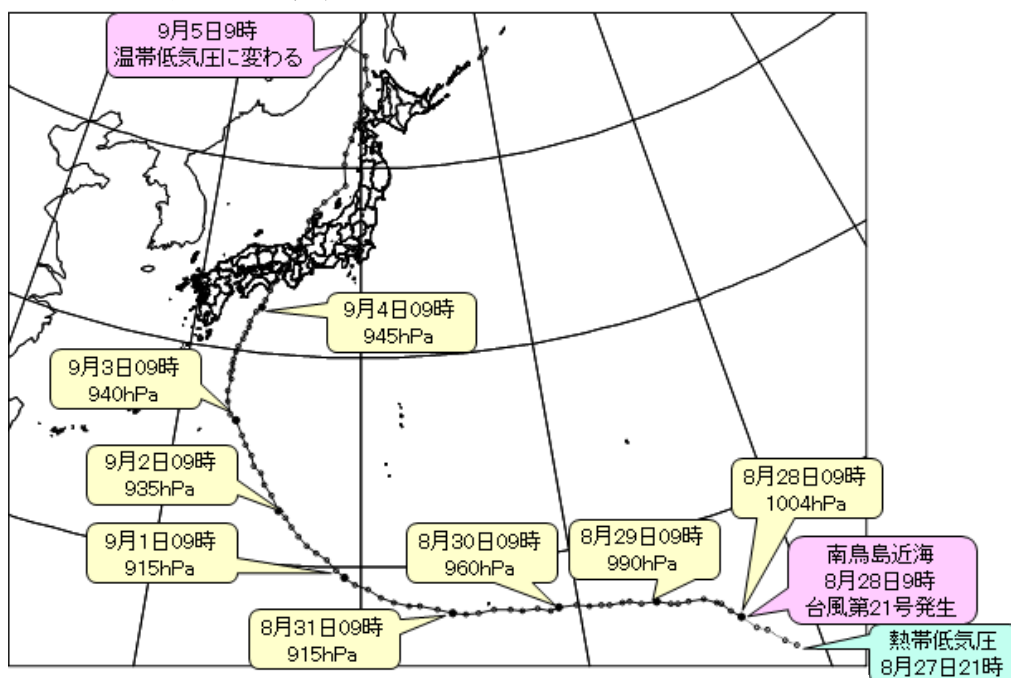 9月5日9時
温帯低気圧に変わる
9月4日09時
945hPa
9月3日09時
940hPa
9月2日09時
935hPa
8月28日09時
1004hPa
9月1日09時
915hPa
8月30日09時
960hPa
8月29日09時
990hPa
南鳥島近海
8月28日9時
台風第21号発生
8月31日09時
915hPa
熱帯低気圧
8月27日21時